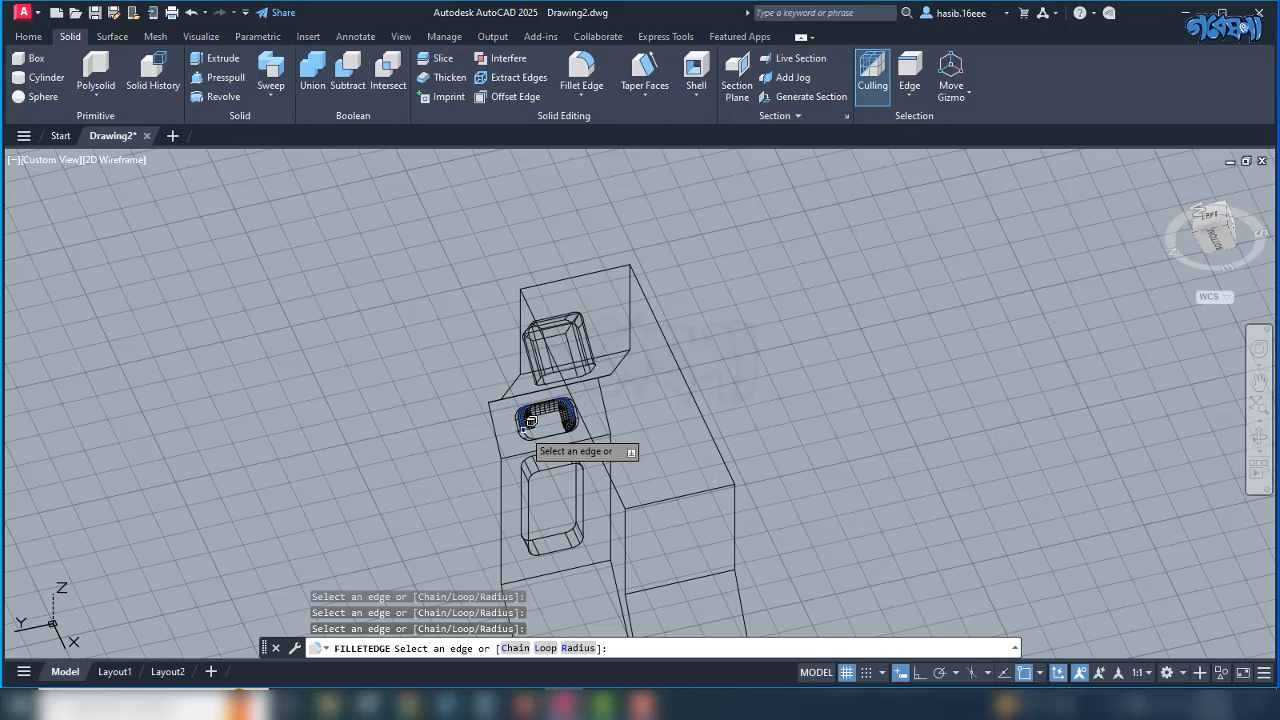 Share
Autodesk AutoCAD 2025 Drawing2.dwg
Type a keyword or phrase
hasib.16eee
গবেষণা
Home Solid Surface Mesh Visualize Parametric Insert Annotate View Manage Output Add-ins Collaborate Express Tools Featured Apps
Box Extrude Slice Interfere Live Section
Cylinder Presspull Thicken Extract Edges Add Jog
Polysolid Solid History Sweep Union Subtract Intersect Fillet Edge Taper Faces Shell Section Plane Culling Edge Move Gizmo
Sphere Revolve Imprint Offset Edge Generate Section
Primitive Solid Boolean Solid Editing Section Selection
Start Drawing2*
[−][Custom View][2D Wireframe]
WCS
Select an edge or
Z
Y
X
Select an edge or [Chain/Loop/Radius]:
Select an edge or [Chain/Loop/Radius]:
Select an edge or [Chain/Loop/Radius]:
FILLETEDGE Select an edge or [Chain Loop Radius]:
Model Layout1 Layout2
MODEL 1:1